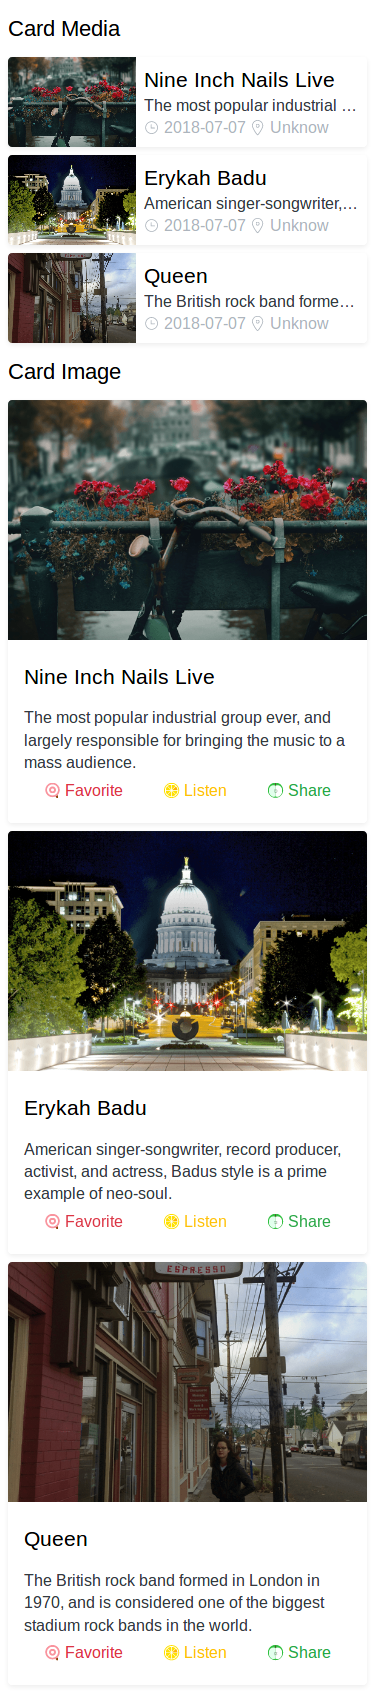 Card Media
Nine Inch Nails Live
The most popular industrial …
2018-07-07 Unknow
Erykah Badu
American singer-songwriter,…
2018-07-07 Unknow
Queen
The British rock band forme…
2018-07-07 Unknow
Card Image
Nine Inch Nails Live
The most popular industrial group ever, and
largely responsible for bringing the music to a
mass audience.
Favorite Listen Share
Erykah Badu
American singer-songwriter, record producer,
activist, and actress, Badus style is a prime
example of neo-soul.
Favorite Listen Share
ESPRESSO
Queen
The British rock band formed in London in
1970, and is considered one of the biggest
stadium rock bands in the world.
Favorite Listen Share